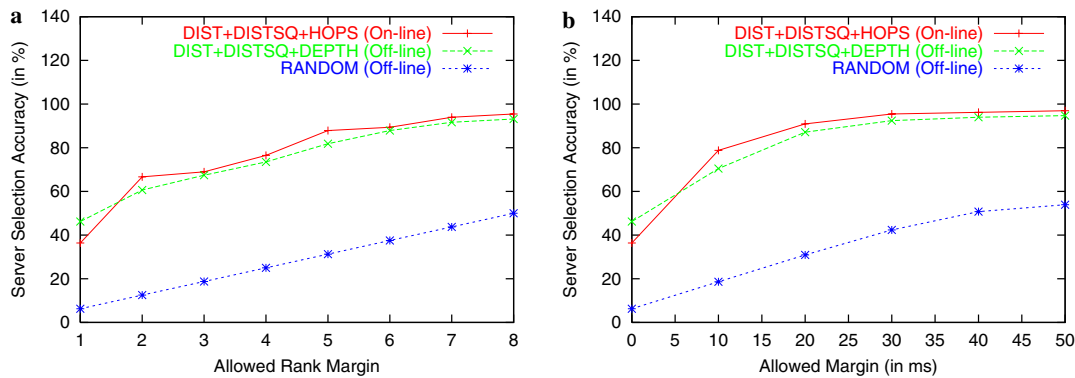 a
140
120
100
80
60
40
20
0
Server Selection Accuracy (in %)
DIST+DISTSQ+HOPS (On-line)
DIST+DISTSQ+DEPTH (Off-line)
RANDOM (Off-line)
1 2 3 4 5 6 7 8
Allowed Rank Margin
b
140
120
100
80
60
40
20
0
Server Selection Accuracy (in %)
DIST+DISTSQ+HOPS (On-line)
DIST+DISTSQ+DEPTH (Off-line)
RANDOM (Off-line)
0 5 10 15 20 25 30 35 40 45 50
Allowed Margin (in ms)